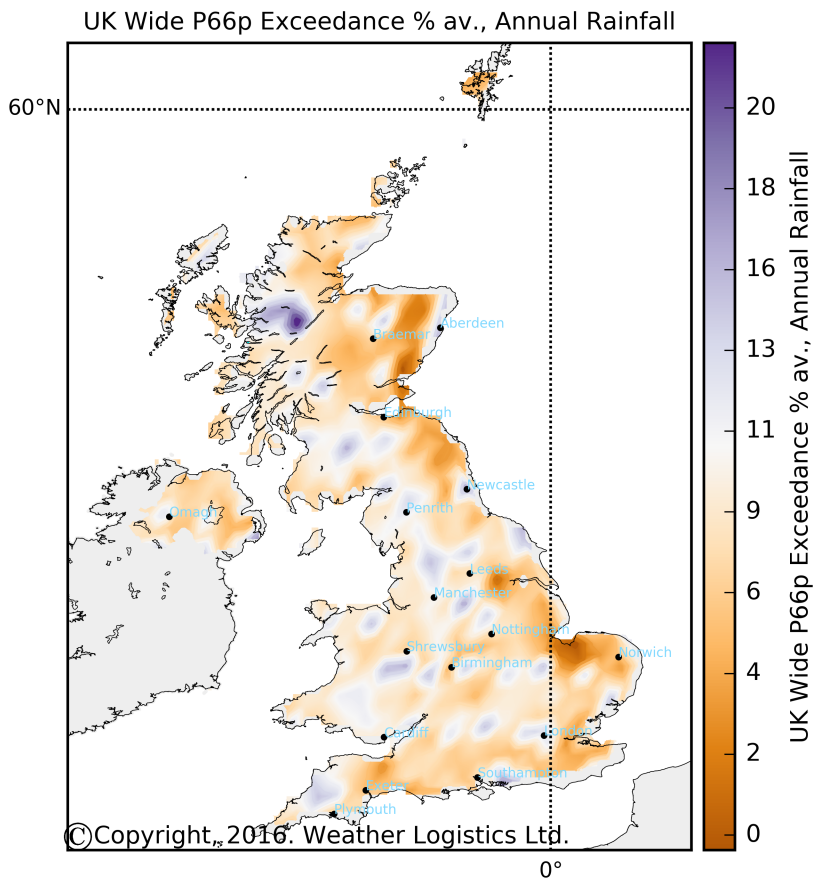 UK Wide P66p Exceedance % av., Annual Rainfall
60°N
Braemar
Aberdeen
Edinburgh
Newcastle
Omagh
Penrith
Leeds
Manchester
Nottingham
Shrewsbury
Birmingham
Norwich
Cardiff
London
Southampton
Exeter
Plymouth
©Copyright, 2016. Weather Logistics Ltd.
0°
20
18
16
13
11
9
6
4
2
0
UK Wide P66p Exceedance % av., Annual Rainfall